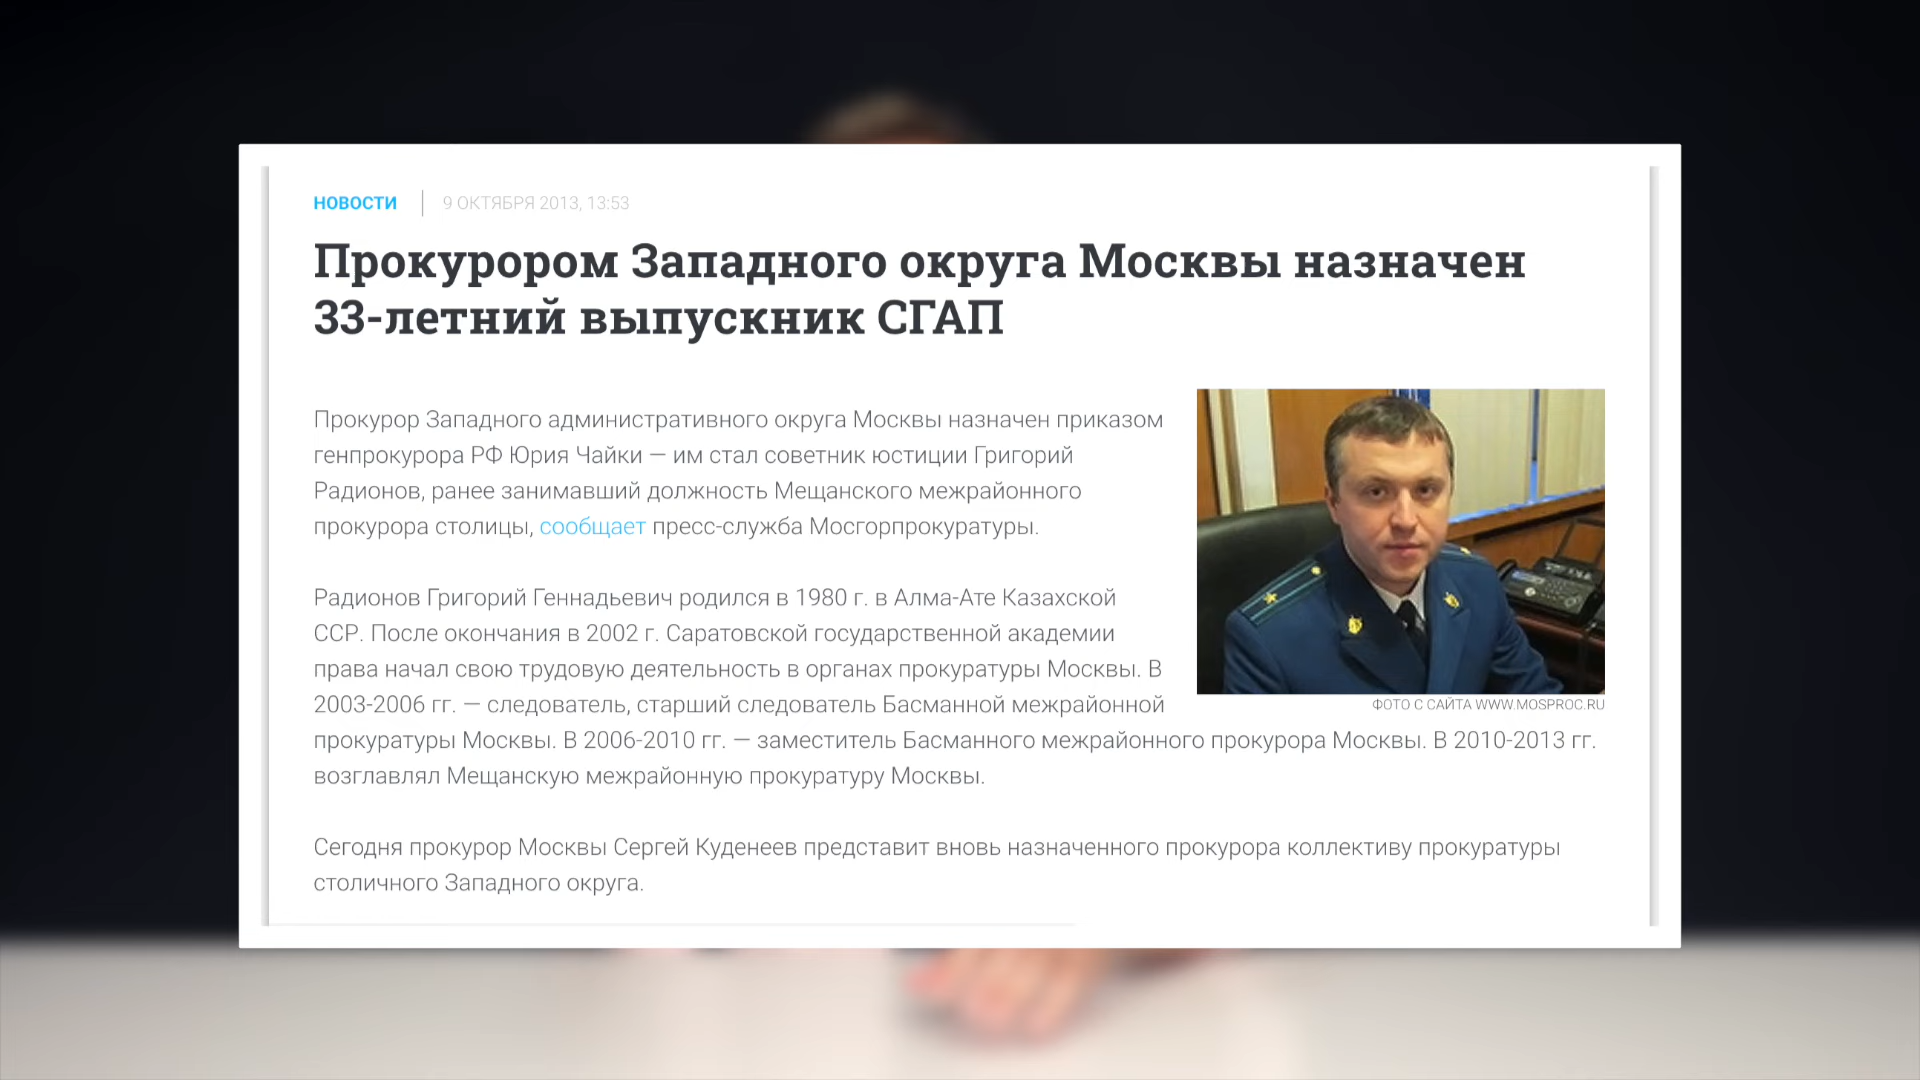 НОВОСТИ
9 ОКТЯБРЯ 2013, 13:53
Прокурором Западного округа Москвы назначен
33-летний выпускник СГАП
Прокурор Западного административного округа Москвы назначен приказом
генпрокурора РФ Юрия Чайки — им стал советник юстиции Григорий
Радионов, ранее занимавший должность Мещанского межрайонного
прокурора столицы, сообщает пресс-служба Мосгорпрокуратуры.
Радионов Григорий Геннадьевич родился в 1980 г. в Алма-Ате Казахской
ССР. После окончания в 2002 г. Саратовской государственной академии
права начал свою трудовую деятельность в органах прокуратуры Москвы. В
2003-2006 гг. — следователь, старший следователь Басманной межрайонной
прокуратуры Москвы. В 2006-2010 гг. — заместитель Басманного межрайонного прокурора Москвы. В 2010-2013 гг.
возглавлял Мещанскую межрайонную прокуратуру Москвы.
ФОТО С САЙТА WWW.MOSPROC.RU
Сегодня прокурор Москвы Сергей Куденеев представит вновь назначенного прокурора коллективу прокуратуры
столичного Западного округа.